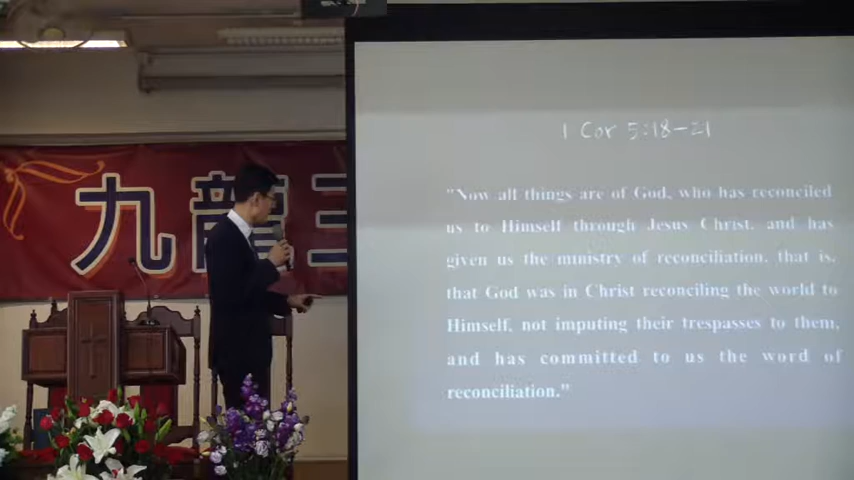 九龍三
1 Cor 5:18-21
"Now all things are of God, who has reconciled
us to Himself through Jesus Christ, and has
given us the ministry of reconciliation, that is,
that God was in Christ reconciling the world to
Himself, not imputing their trespasses to them,
and has committed to us the word of
reconciliation."